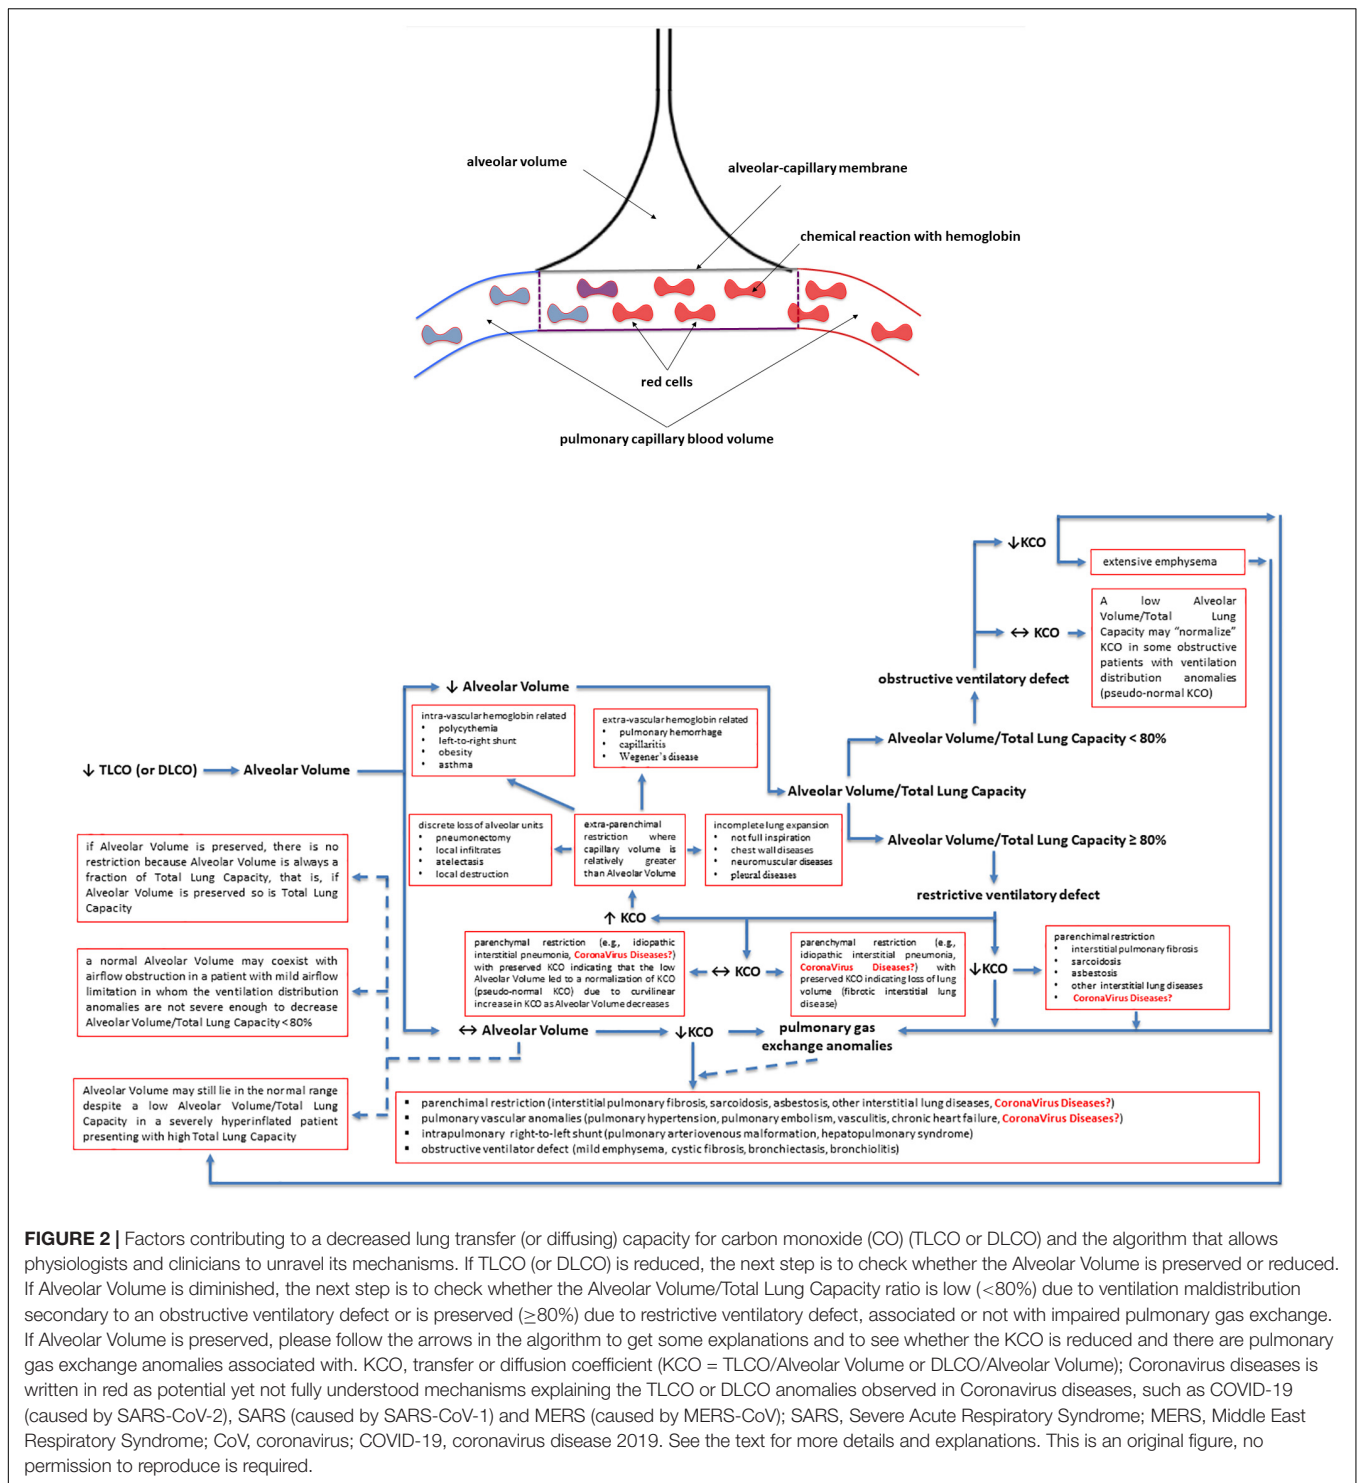 alveolar volume
alveolar-capillary membrane
chemical reaction with hemoglobin
red cells
pulmonary capillary blood volume
↓KCO
extensive emphysema
A low Alveolar
Volume/Total Lung
Capacity may “normalize”
KCO in some obstructive
patients with ventilation
distribution anomalies
(pseudo-normal KCO)
↔ KCO
obstructive ventilatory defect
↓ Alveolar Volume
Alveolar Volume/Total Lung Capacity < 80%
intra-vascular hemoglobin related
• polycythemia
• left-to-right shunt
• obesity
• asthma
extra-vascular hemoglobin related
• pulmonary hemorrhage
• capillaritis
• Wegener’s disease
↓ TLCO (or DLCO)
Alveolar Volume
Alveolar Volume/Total Lung Capacity
discrete loss of alveolar units
• pneumonectomy
• local infiltrates
• atelectasis
• local destruction
extra-parenchimal
restriction where
capillary volume is
relatively greater
than Alveolar Volume
incomplete lung expansion
• not full inspiration
• chest wall diseases
• neuromuscular diseases
• pleural diseases
Alveolar Volume/Total Lung Capacity ≥ 80%
restrictive ventilatory defect
if Alveolar Volume is preserved, there is no
restriction because Alveolar Volume is always a
fraction of Total Lung Capacity, that is, if
Alveolar Volume is preserved so is Total Lung
Capacity
↑ KCO
parenchymal restriction (e.g., idiopathic
interstitial pneumonia, CoronaVirus Diseases?)
with preserved KCO indicating that the low
Alveolar Volume led to a normalization of KCO
(pseudo-normal KCO) due to curvilinear
increase in KCO as Alveolar Volume decreases
↔ KCO
parenchymal restriction (e.g.,
idiopathic interstitial pneumonia,
CoronaVirus Diseases?) with
preserved KCO indicating loss of lung
volume (fibrotic interstitial lung
disease)
↓KCO
parenchimal restriction
• interstitial pulmonary fibrosis
• sarcoidosis
• asbestosis
• other interstitial lung diseases
• CoronaVirus Diseases?
a normal Alveolar Volume may coexist with
airflow obstruction in a patient with mild airflow
limitation in whom the ventilation distribution
anomalies are not severe enough to decrease
Alveolar Volume/Total Lung Capacity <80%
↔ Alveolar Volume
↓KCO
pulmonary gas
exchange anomalies
Alveolar Volume may still lie in the normal range
despite a low Alveolar Volume/Total Lung
Capacity in a severely hyperinflated patient
presenting with high Total Lung Capacity
▪ parenchimal restriction (interstitial pulmonary fibrosis, sarcoidosis, asbestosis, other interstitial lung diseases, CoronaVirus Diseases?)
▪ pulmonary vascular anomalies (pulmonary hypertension, pulmonary embolism, vasculitis, chronic heart failure, CoronaVirus Diseases?)
▪ intrapulmonary right-to-left shunt (pulmonary arteriovenous malformation, hepatopulmonary syndrome)
▪ obstructive ventilator defect (mild emphysema, cystic fibrosis, bronchiectasis, bronchiolitis)
FIGURE 2 | Factors contributing to a decreased lung transfer (or diffusing) capacity for carbon monoxide (CO) (TLCO or DLCO) and the algorithm that allows
physiologists and clinicians to unravel its mechanisms. If TLCO (or DLCO) is reduced, the next step is to check whether the Alveolar Volume is preserved or reduced.
If Alveolar Volume is diminished, the next step is to check whether the Alveolar Volume/Total Lung Capacity ratio is low (<80%) due to ventilation maldistribution
secondary to an obstructive ventilatory defect or is preserved (≥80%) due to restrictive ventilatory defect, associated or not with impaired pulmonary gas exchange.
If Alveolar Volume is preserved, please follow the arrows in the algorithm to get some explanations and to see whether the KCO is reduced and there are pulmonary
gas exchange anomalies associated with. KCO, transfer or diffusion coefficient (KCO = TLCO/Alveolar Volume or DLCO/Alveolar Volume); Coronavirus diseases is
written in red as potential yet not fully understood mechanisms explaining the TLCO or DLCO anomalies observed in Coronavirus diseases, such as COVID-19
(caused by SARS-CoV-2), SARS (caused by SARS-CoV-1) and MERS (caused by MERS-CoV); SARS, Severe Acute Respiratory Syndrome; MERS, Middle East
Respiratory Syndrome; CoV, coronavirus; COVID-19, coronavirus disease 2019. See the text for more details and explanations. This is an original figure, no
permission to reproduce is required.